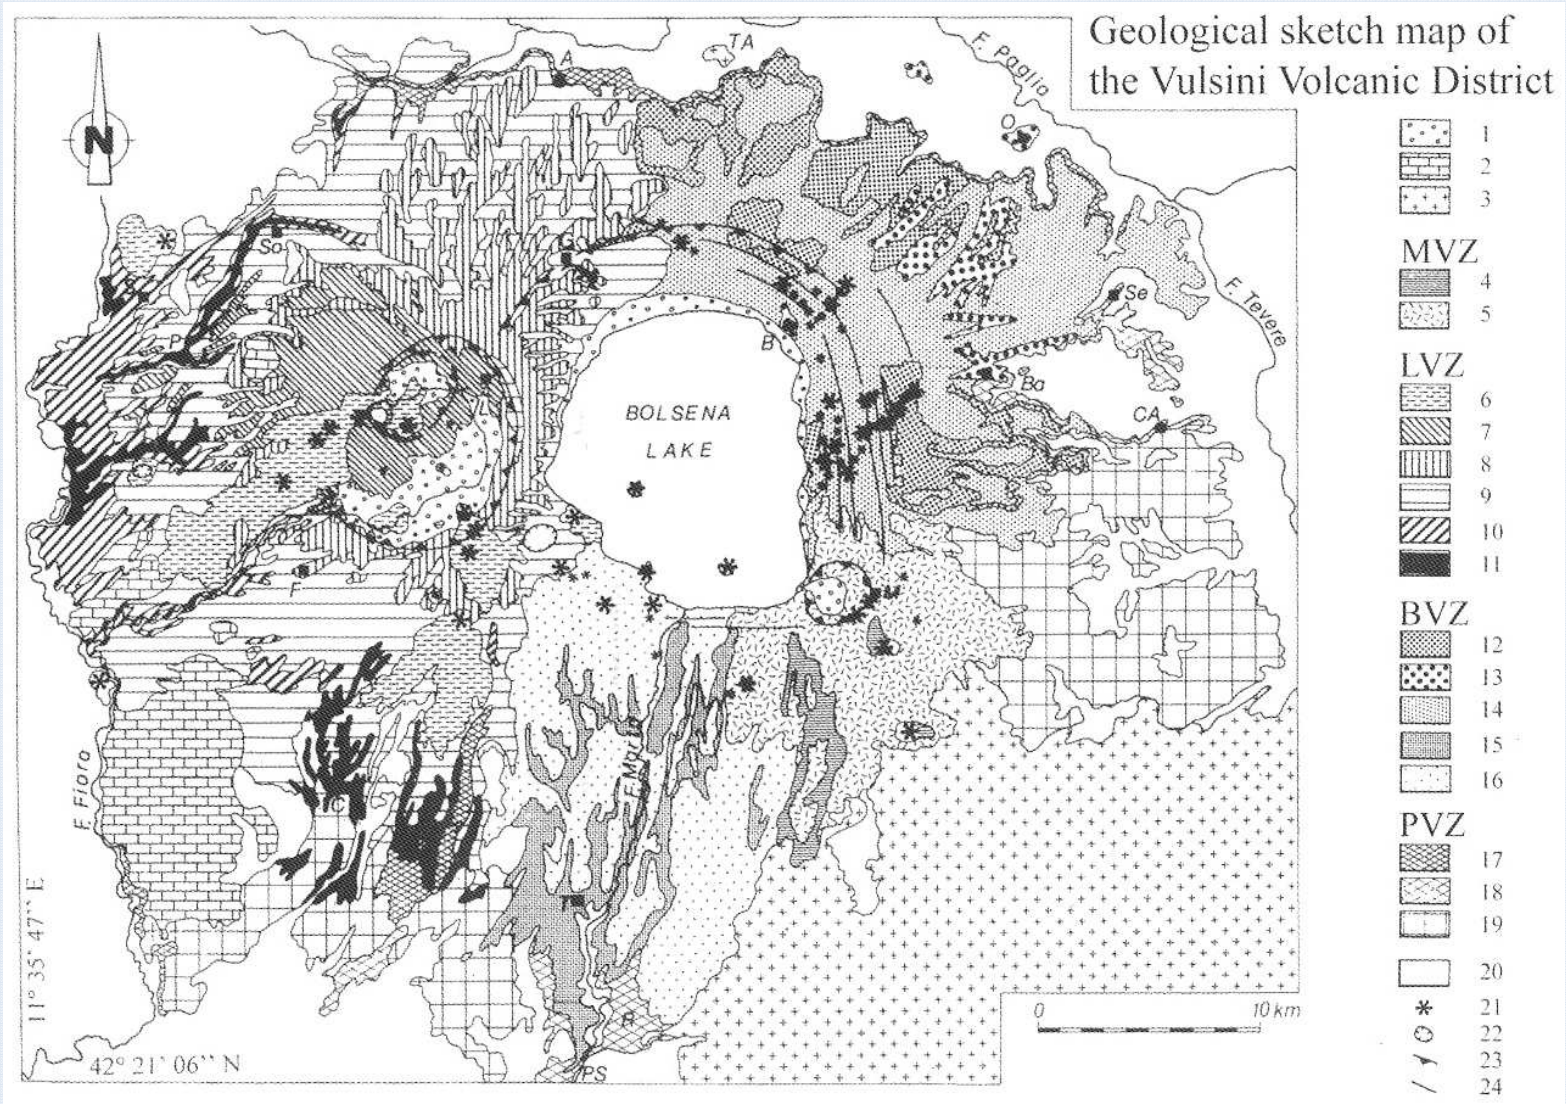 Geological sketch map of
the Vulsini Volcanic District
1
2
3
MVZ
4
5
LVZ
6
7
8
9
10
11
BVZ
12
13
14
15
16
PVZ
17
18
19
20
21
22
23
24
N
TA
A
F. Paglia
O
So
G
Se
F. Tevere
P
B
Ba
L
CA
BOLSENA
LAKE
F
F. Fiora
F. Marta
C
T
R
PS
11° 35' 47'' E
42° 21' 06'' N
0
10 km